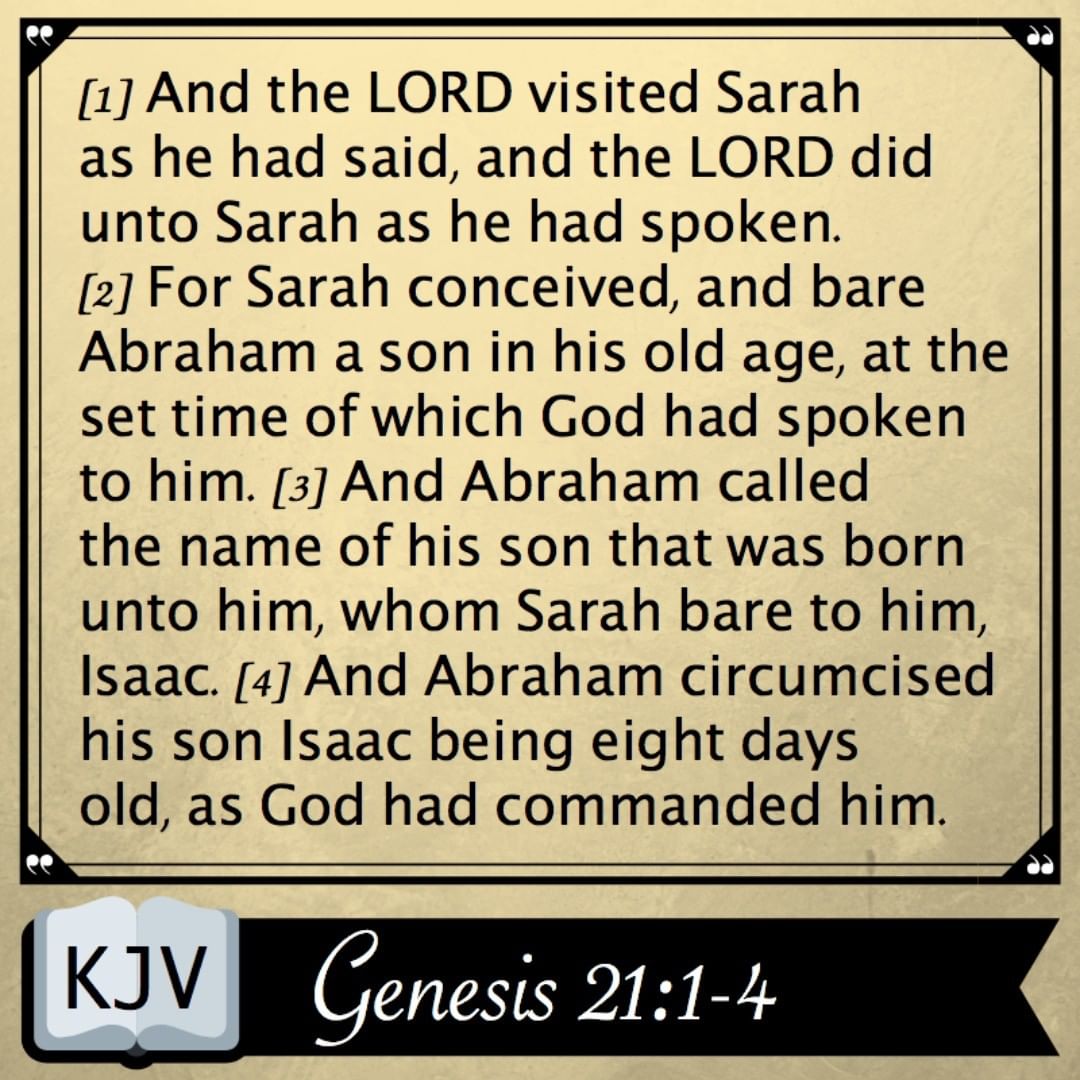 [1] And the LORD visited Sarah
as he had said, and the LORD did
unto Sarah as he had spoken.
[2] For Sarah conceived, and bare
Abraham a son in his old age, at the
set time of which God had spoken
to him. [3] And Abraham called
the name of his son that was born
unto him, whom Sarah bare to him,
Isaac. [4] And Abraham circumcised
his son Isaac being eight days
old, as God had commanded him.
KJV
Genesis 21:1-4